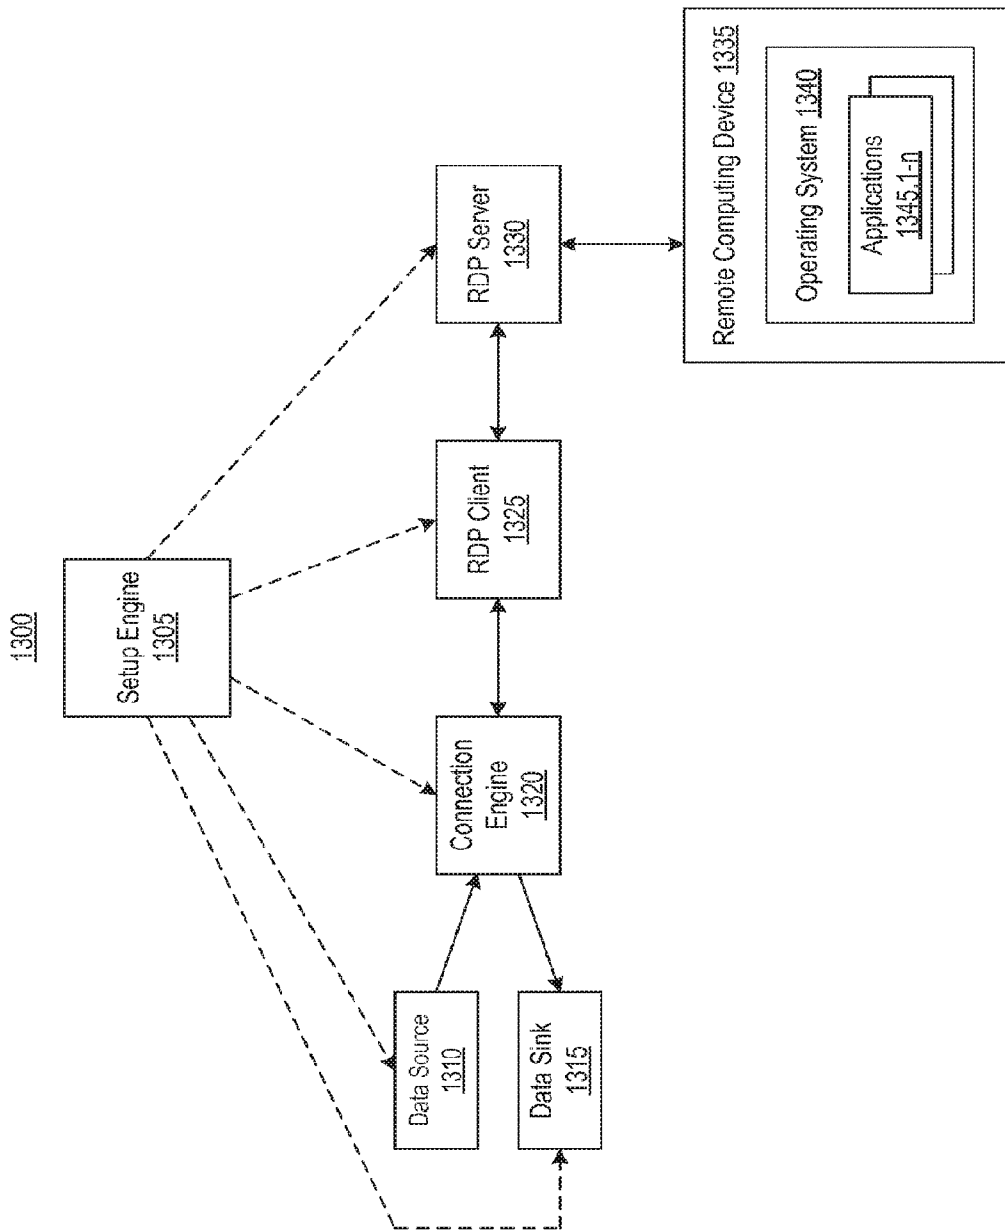 1300
Setup Engine
1305
Data Source
1310
Data Sink
1315
Connection
Engine
1320
RDP Client
1325
RDP Server
1330
Remote Computing Device 1335
Operating System 1340
Applications
1345.1-n